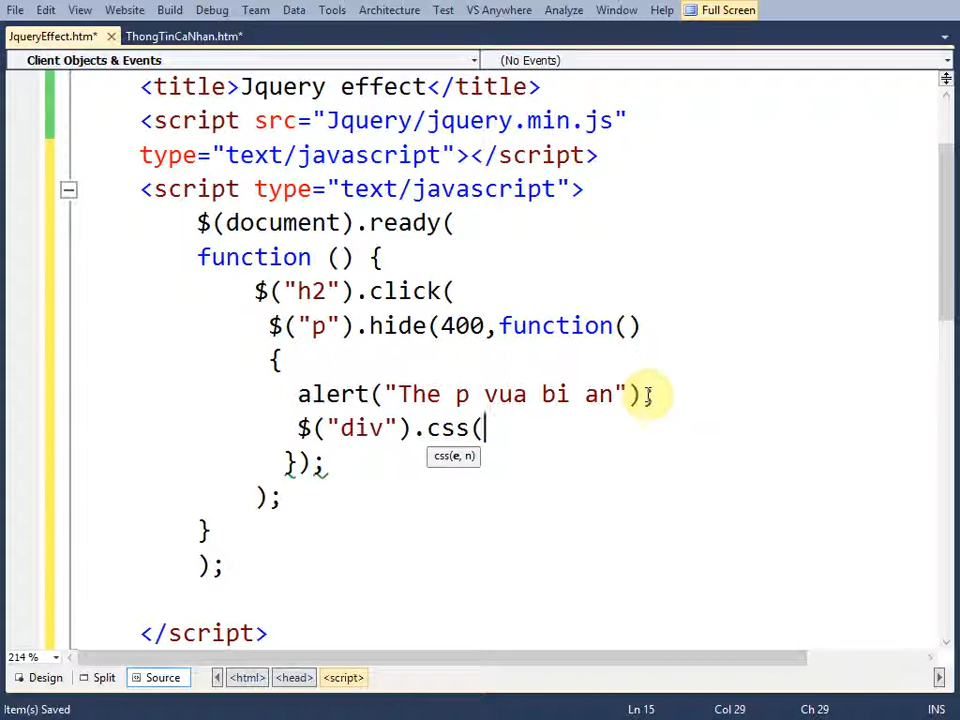 File Edit View Website Build Debug Team Data Tools Architecture Test VS Anywhere Analyze Window Help Full Screen
JqueryEffect.htm* ThongTinCaNhan.htm*
Client Objects & Events (No Events)
<title>Jquery effect</title>
<script src="Jquery/jquery.min.js"
type="text/javascript"></script>
<script type="text/javascript">
$(document).ready(
function () {
$("h2").click(
$("p").hide(400,function()
{
alert("The p vua bi an");
$("div").css(
css(e, n)
});
);
}
);
</script>
214 %
Design Split Source <html> <head> <script>
Item(s) Saved Ln 15 Col 29 Ch 29 INS